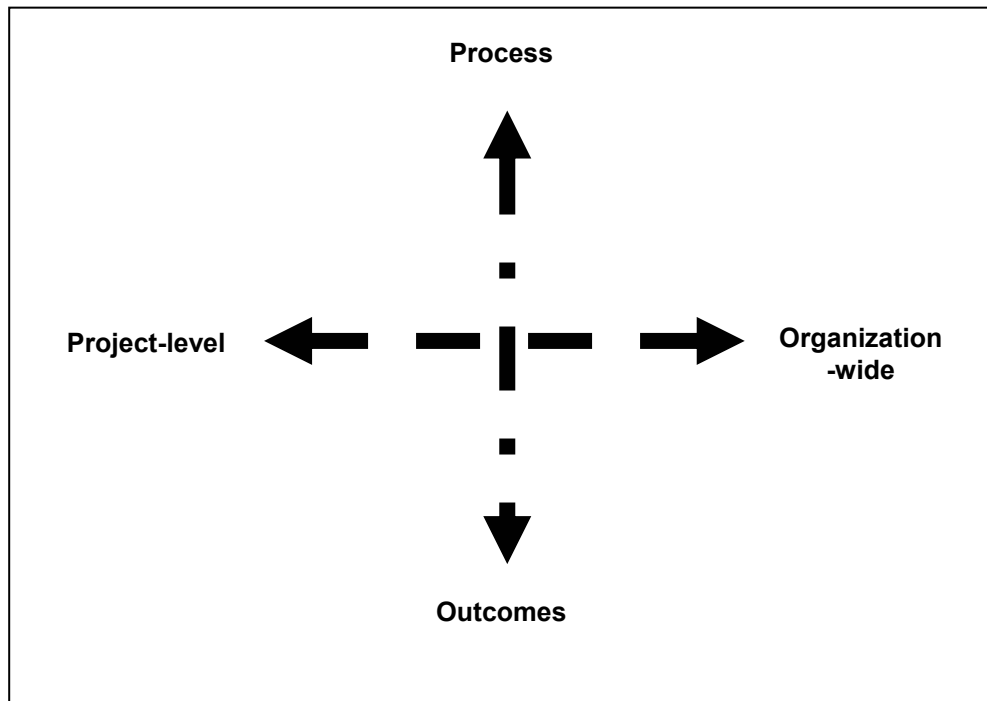 Process
Project-level
Organization
-wide
Outcomes